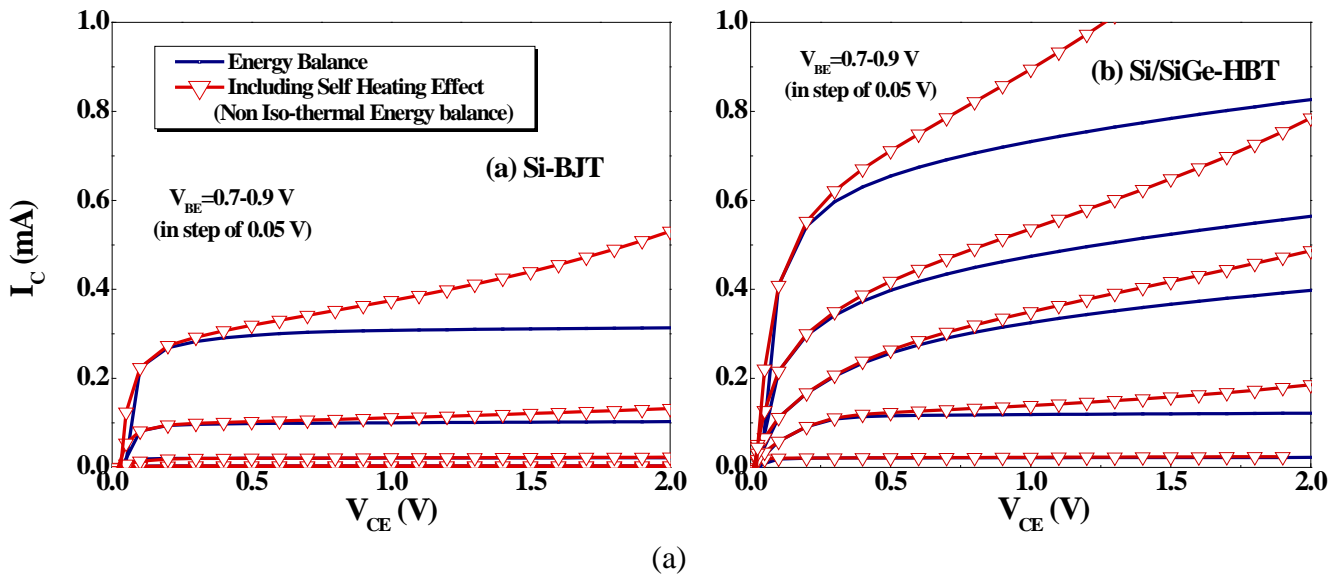 Energy Balance
Including Self Heating Effect
(Non Iso-thermal Energy balance)
(a) Si-BJT
V_BE=0.7-0.9 V
(in step of 0.05 V)
I_C (mA)
1.0
0.8
0.6
0.4
0.2
0.0
0.0 0.5 1.0 1.5 2.0
V_CE (V)
V_BE=0.7-0.9 V
(in step of 0.05 V)
(b) Si/SiGe-HBT
1.0
0.8
0.6
0.4
0.2
0.0
0.0 0.5 1.0 1.5 2.0
V_CE (V)
(a)